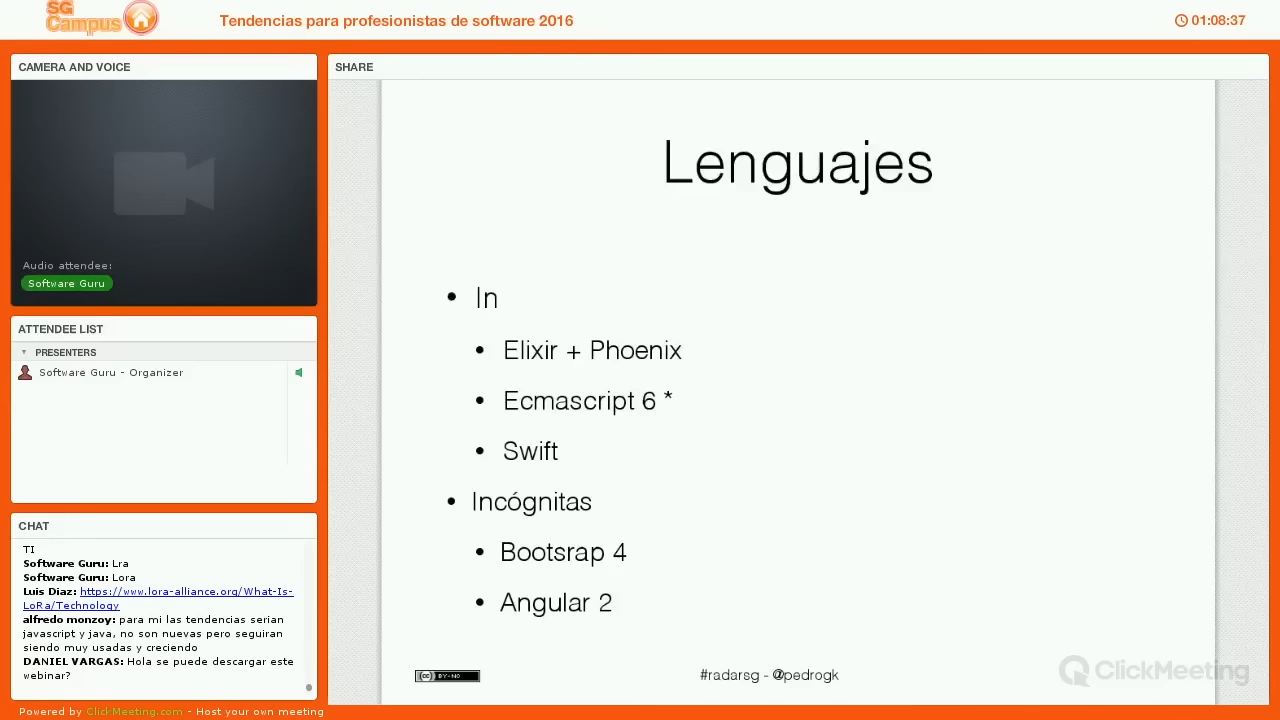 SG Campus
Tendencias para profesionistas de software 2016
01:08:37
CAMERA AND VOICE
Audio attendee:
Software Guru
ATTENDEE LIST
PRESENTERS
Software Guru - Organizer
CHAT
TI
Software Guru: Lra
Software Guru: Lora
Luis Diaz: https://www.lora-alliance.org/What-Is-
LoRa/Technology
alfredo monzoy: para mi las tendencias serian
javascript y java, no son nuevas pero seguiran
siendo muy usadas y creciendo
DANIEL VARGAS: Hola se puede descargar este
webinar?
Powered by ClickMeeting.com - Host your own meeting
SHARE
Lenguajes
• In
• Elixir + Phoenix
• Ecmascript 6 *
• Swift
• Incógnitas
• Bootsrap 4
• Angular 2
#radarsg - @pedrogk
ClickMeeting